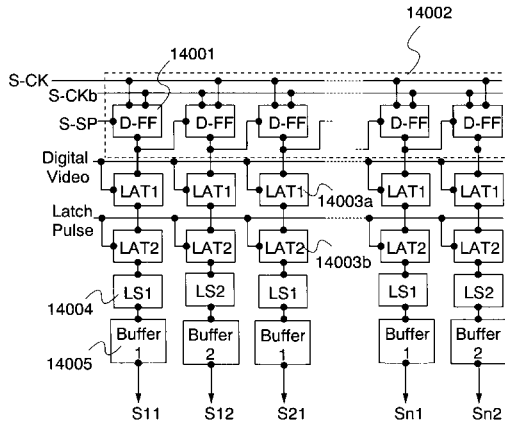 14001
14002
S-CK
S-CKb
S-SP
D-FF D-FF D-FF D-FF D-FF
Digital
Video
LAT1 LAT1 LAT1 LAT1 LAT1
14003a
Latch
Pulse
LAT2 LAT2 LAT2 LAT2 LAT2
14003b
14004
LS1 LS2 LS1 LS1 LS2
Buffer Buffer Buffer Buffer Buffer
1 2 1 1 2
14005
S11 S12 S21 Sn1 Sn2